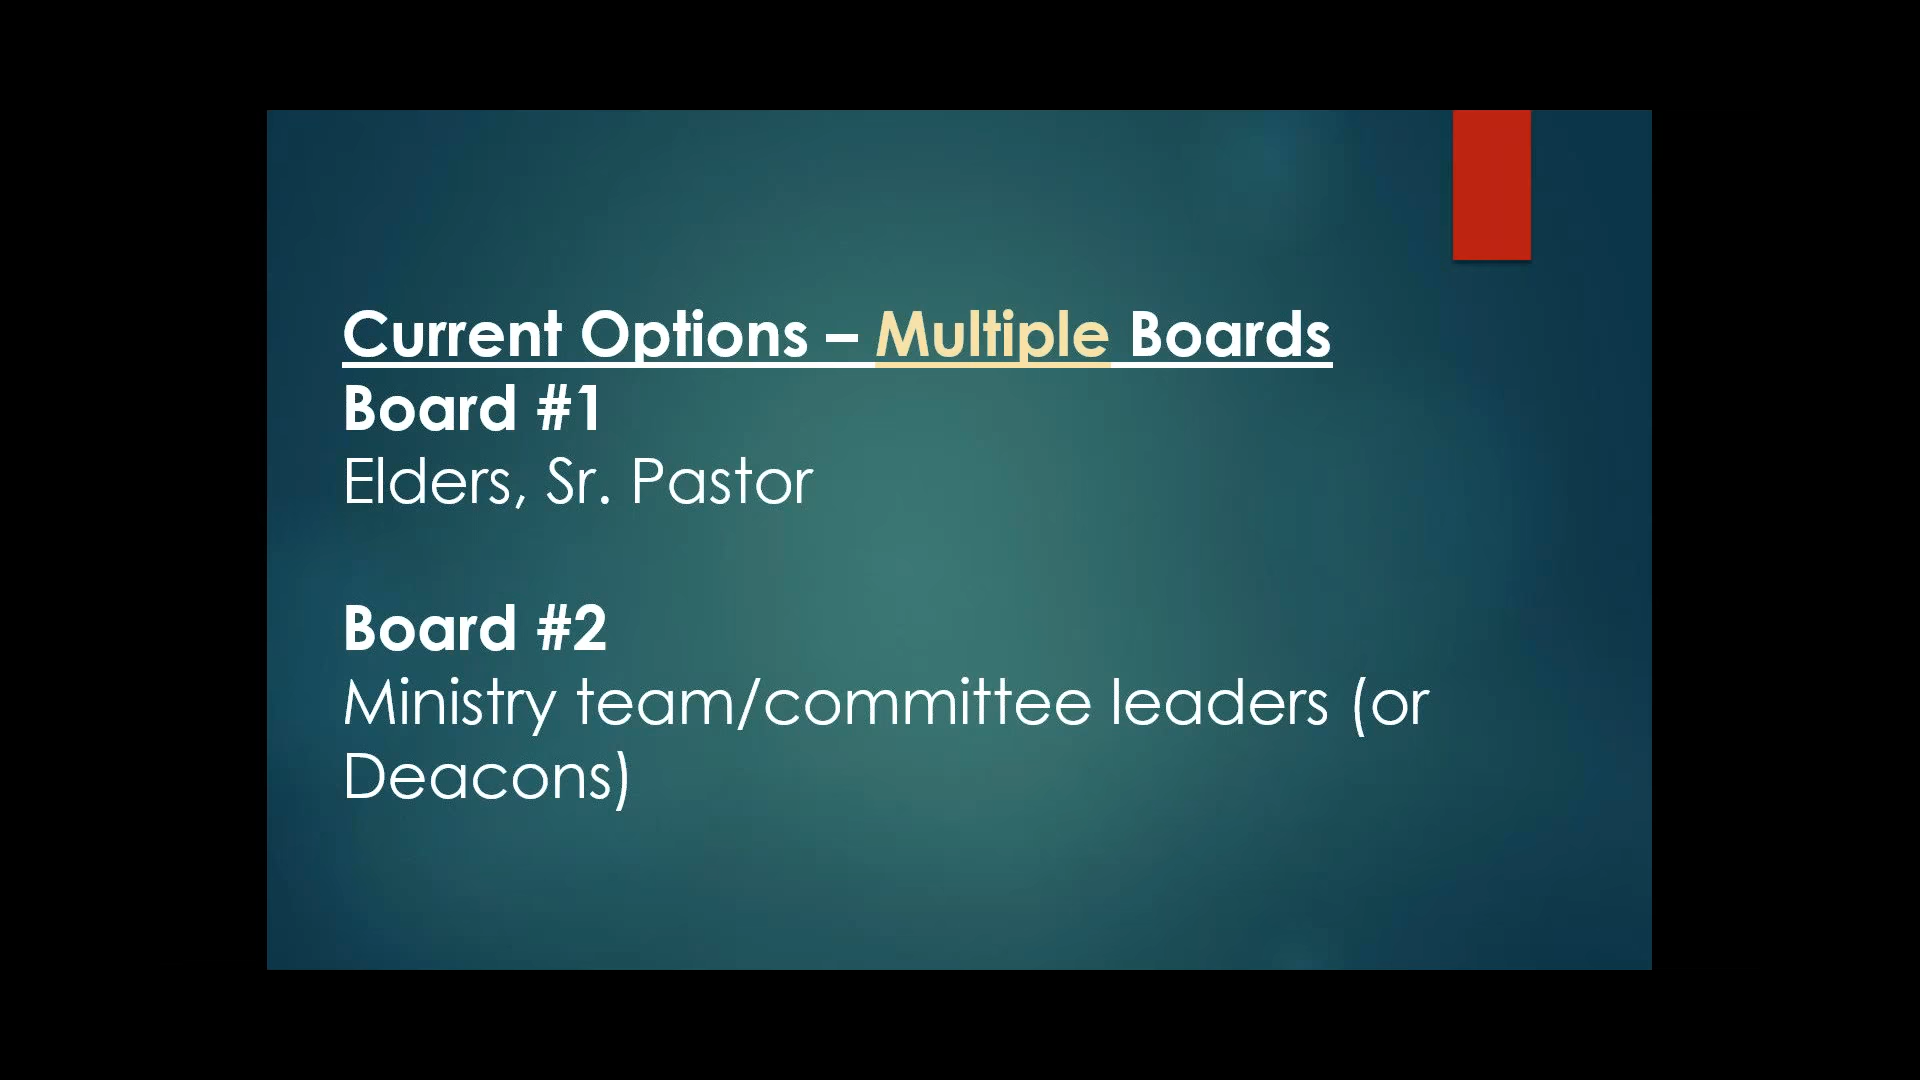 Current Options – Multiple Boards
Board #1
Elders, Sr. Pastor
Board #2
Ministry team/committee leaders (or
Deacons)